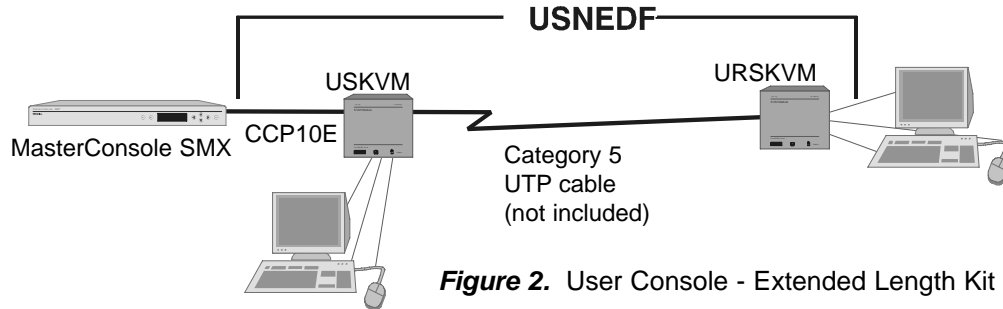 USNEDF
USKVM
URSKVM
MasterConsole SMX
CCP10E
Category 5
UTP cable
(not included)
Figure 2. User Console - Extended Length Kit